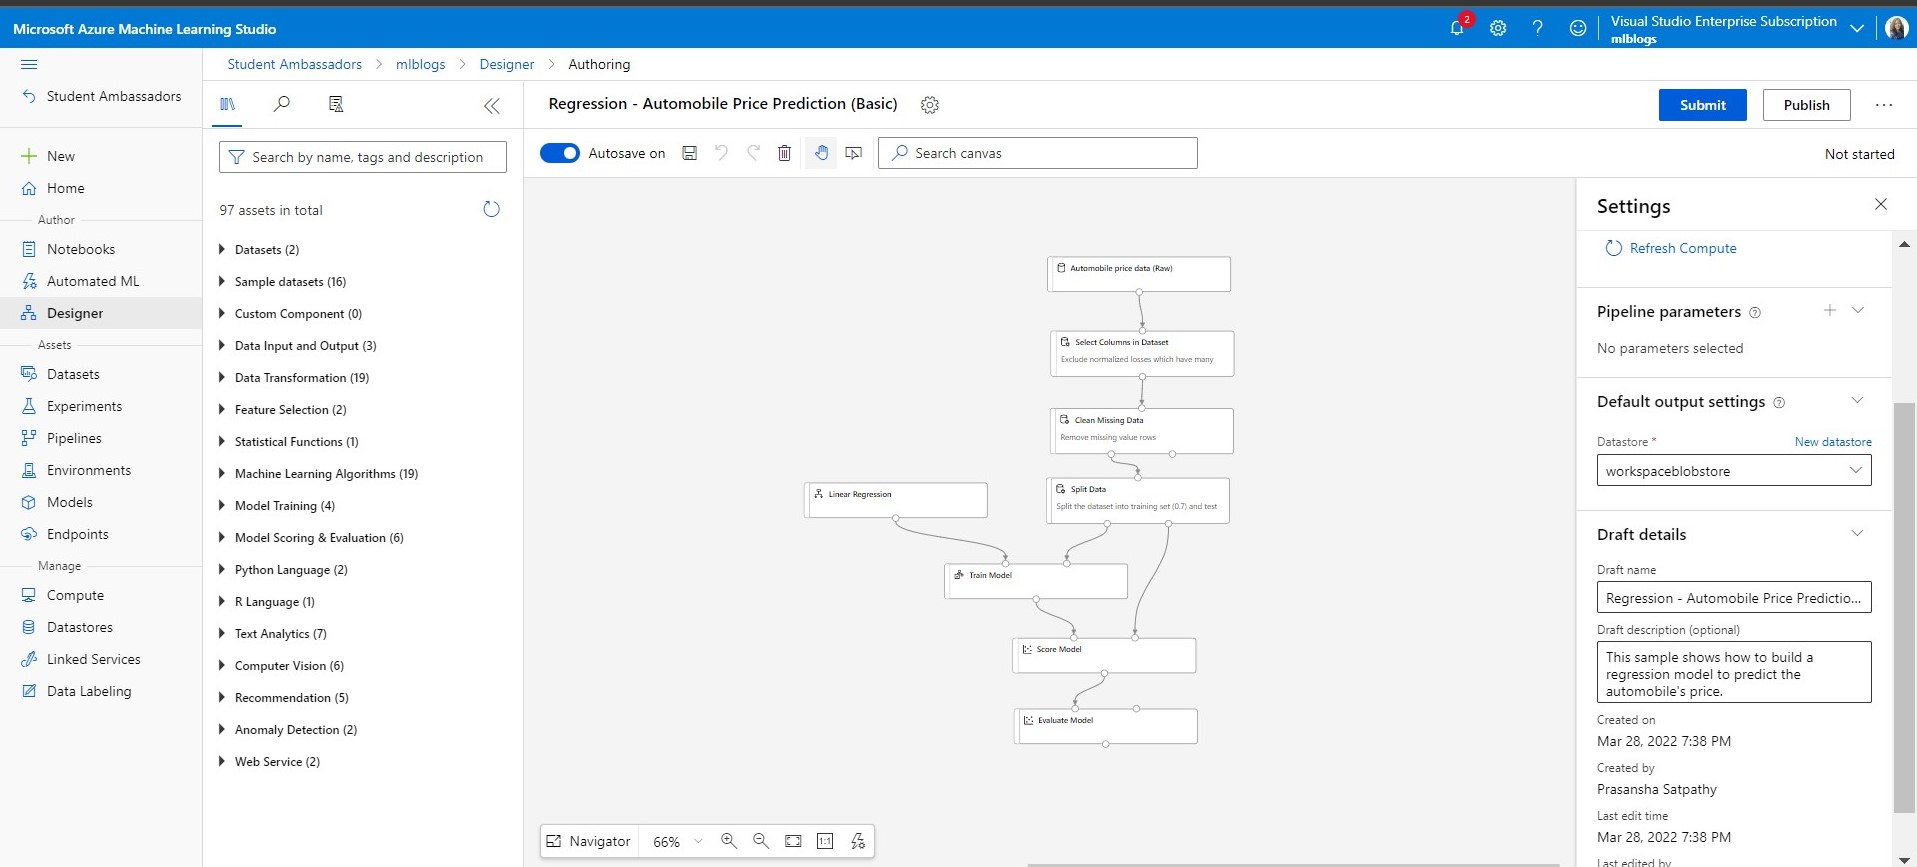 Microsoft Azure Machine Learning Studio
2
Visual Studio Enterprise Subscription
mlblogs
Student Ambassadors
New
Home
Author
Notebooks
Automated ML
Designer
Assets
Datasets
Experiments
Pipelines
Environments
Models
Endpoints
Manage
Compute
Datastores
Linked Services
Data Labeling
Student Ambassadors > mlblogs > Designer > Authoring
Search by name, tags and description
97 assets in total
Datasets (2)
Sample datasets (16)
Custom Component (0)
Data Input and Output (3)
Data Transformation (19)
Feature Selection (2)
Statistical Functions (1)
Machine Learning Algorithms (19)
Model Training (4)
Model Scoring & Evaluation (6)
Python Language (2)
R Language (1)
Text Analytics (7)
Computer Vision (6)
Recommendation (5)
Anomaly Detection (2)
Web Service (2)
Regression - Automobile Price Prediction (Basic)
Submit
Publish
...
Autosave on
Search canvas
Not started
Automobile price data (Raw)
Select Columns in Dataset
Exclude normalized losses which have many
Clean Missing Data
Remove missing value rows
Linear Regression
Split Data
Split the dataset into training set (0.7) and test
Train Model
Score Model
Evaluate Model
Navigator
66%
1:1
Settings
Refresh Compute
Pipeline parameters
No parameters selected
Default output settings
Datastore *
New datastore
workspaceblobstore
Draft details
Draft name
Regression - Automobile Price Predictio...
Draft description (optional)
This sample shows how to build a
regression model to predict the
automobile's price.
Created on
Mar 28, 2022 7:38 PM
Created by
Prasansha Satpathy
Last edit time
Mar 28, 2022 7:38 PM
Last edited by